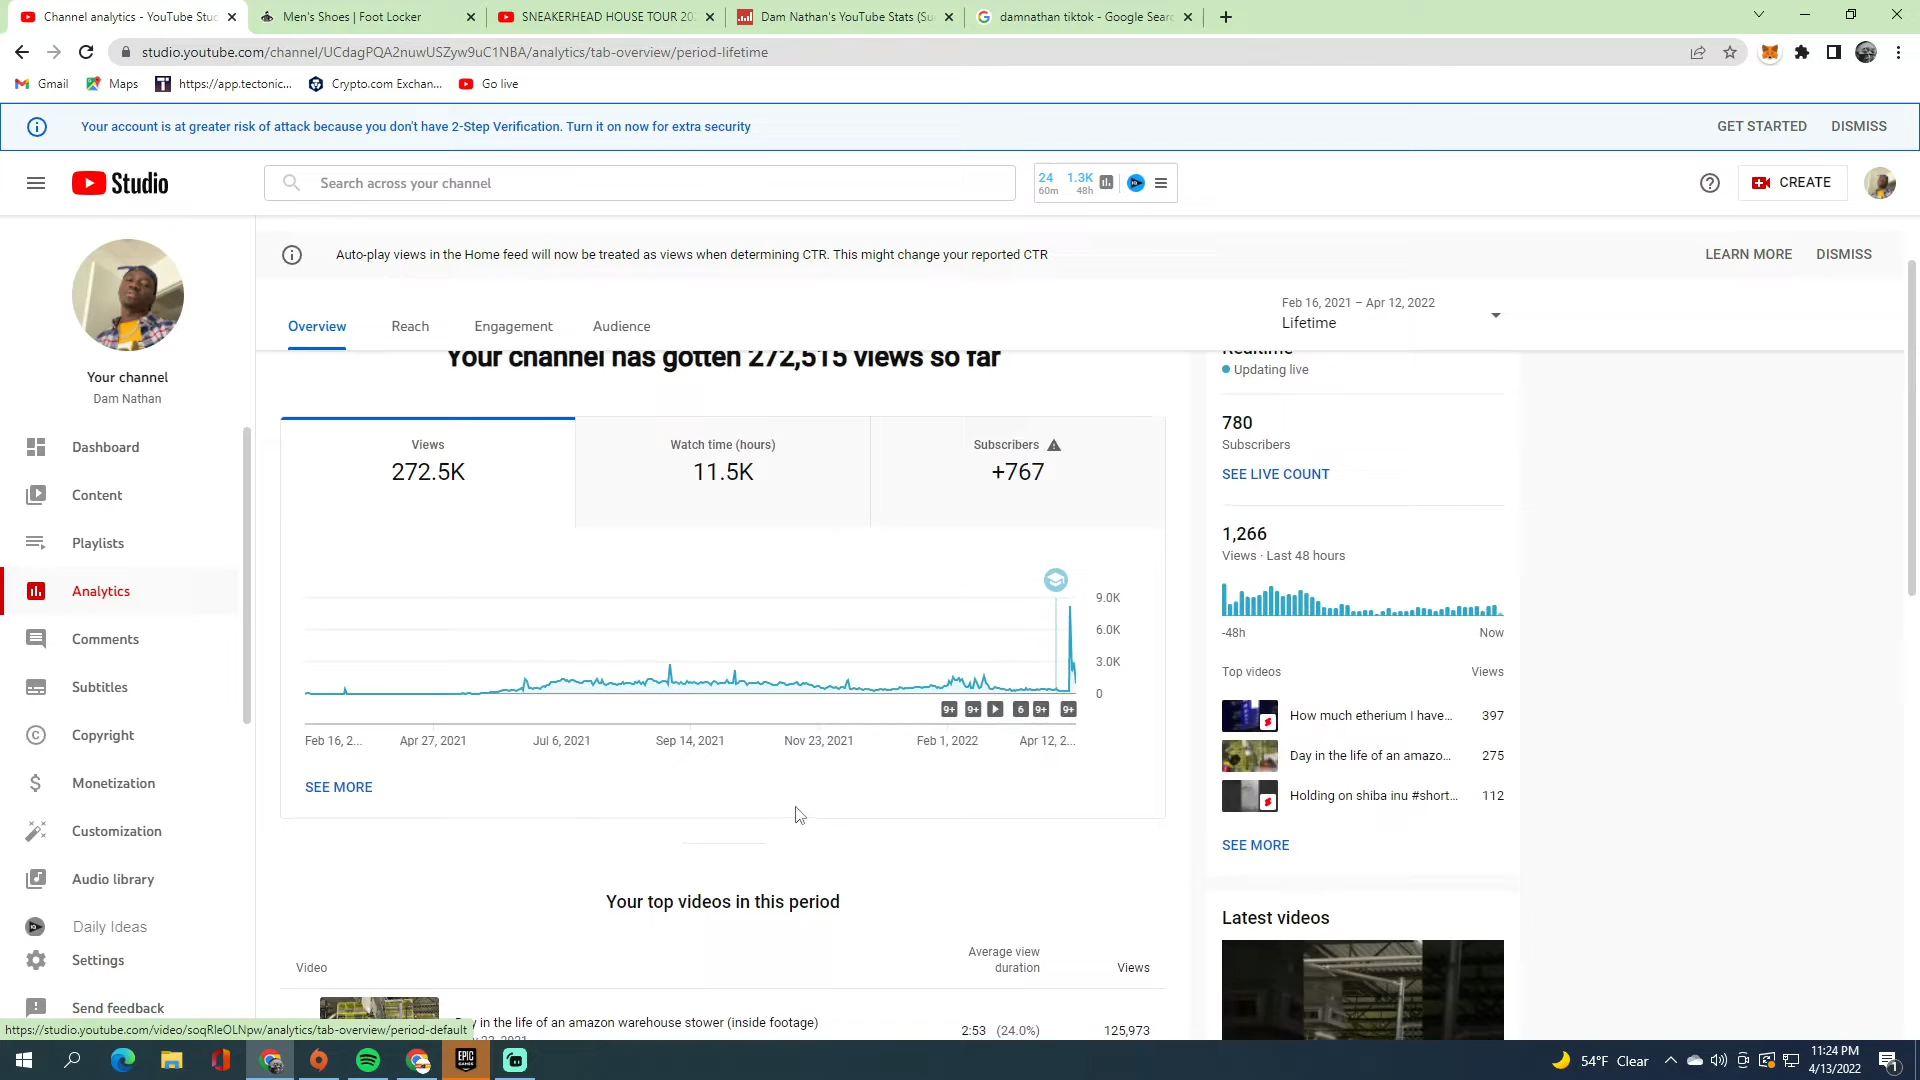 Channel analytics - YouTube Stud
Men's Shoes | Foot Locker
SNEAKERHEAD HOUSE TOUR 202
Dam Nathan's YouTube Stats (Su
damnathan tiktok - Google Searc
studio.youtube.com/channel/UCdagPQA2nuwUSZyw9uC1NBA/analytics/tab-overview/period-lifetime
Gmail
Maps
https://app.tectonic...
Crypto.com Exchan...
Go live
Your account is at greater risk of attack because you don't have 2-Step Verification. Turn it on now for extra security
GET STARTED
DISMISS
Studio
Search across your channel
24
60m
1.3K
48h
CREATE
Auto-play views in the Home feed will now be treated as views when determining CTR. This might change your reported CTR
LEARN MORE
DISMISS
Your channel
Dam Nathan
Dashboard
Content
Playlists
Analytics
Comments
Subtitles
Copyright
Monetization
Customization
Audio library
Daily Ideas
Settings
Send feedback
Overview
Reach
Engagement
Audience
Feb 16, 2021 – Apr 12, 2022
Lifetime
Your channel has gotten 272,515 views so far
Views
272.5K
Watch time (hours)
11.5K
Subscribers
+767
9.0K
6.0K
3.0K
0
9+
9+
6
9+
9+
Feb 16, 2...
Apr 27, 2021
Jul 6, 2021
Sep 14, 2021
Nov 23, 2021
Feb 1, 2022
Apr 12, 2...
SEE MORE
Your top videos in this period
Video
Average view
duration
Views
y in the life of an amazon warehouse stower (inside footage)
2:53 (24.0%)
125,973
Realtime
Updating live
780
Subscribers
SEE LIVE COUNT
1,266
Views · Last 48 hours
-48h
Now
Top videos
Views
How much etherium I have...
397
Day in the life of an amazo...
275
Holding on shiba inu #short...
112
SEE MORE
Latest videos
https://studio.youtube.com/video/soqRleOLNpw/analytics/tab-overview/period-default
EPIC
GAMES
54°F Clear
11:24 PM
4/13/2022
1